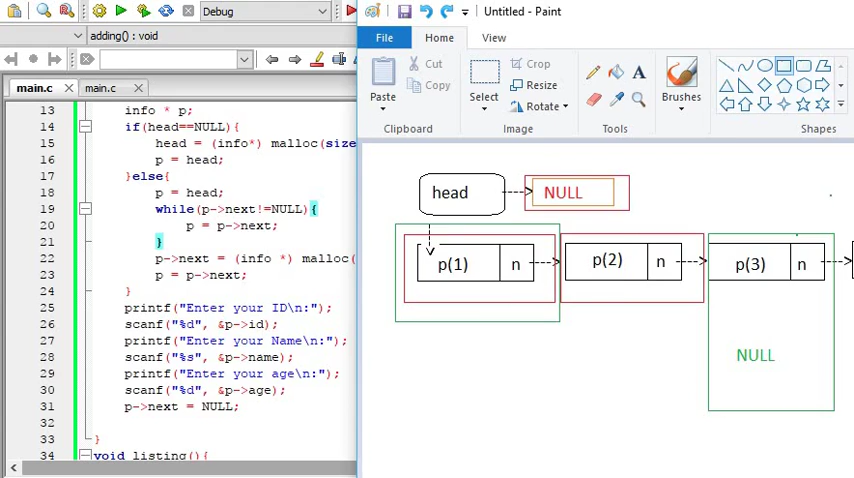 Debug
Untitled - Paint
adding() : void
File
Home
View
main.c
main.c
Paste
Cut
Copy
Clipboard
Select
Crop
Resize
Rotate
Image
A
Tools
Brushes
Shapes
13 info * p;
14 if(head==NULL){
15 head = (info*) malloc(size
16 p = head;
17 }else{
18 p = head;
19 while(p->next!=NULL){
20 p = p->next;
21 }
22 p->next = (info *) malloc(
23 p = p->next;
24 }
25 printf("Enter your ID\n:");
26 scanf("%d", &p->id);
27 printf("Enter your Name\n:");
28 scanf("%s", &p->name);
29 printf("Enter your age\n:");
30 scanf("%d", &p->age);
31 p->next = NULL;
32
33 }
34 void listing(){
head
NULL
p(1) n
p(2) n
p(3) n
NULL